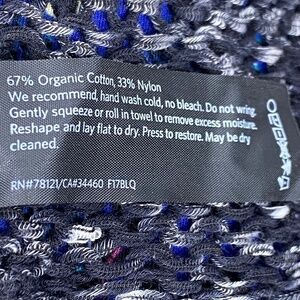 67% Organic Cotton, 33% Nylon
We recommend, hand wash cold, no bleach. Do not wring.
Gently squeeze or roll in towel to remove excess moisture.
Reshape and lay flat to dry. Press to restore. May be dry
cleaned.
RN#78121/CA#34460 F17BLQ